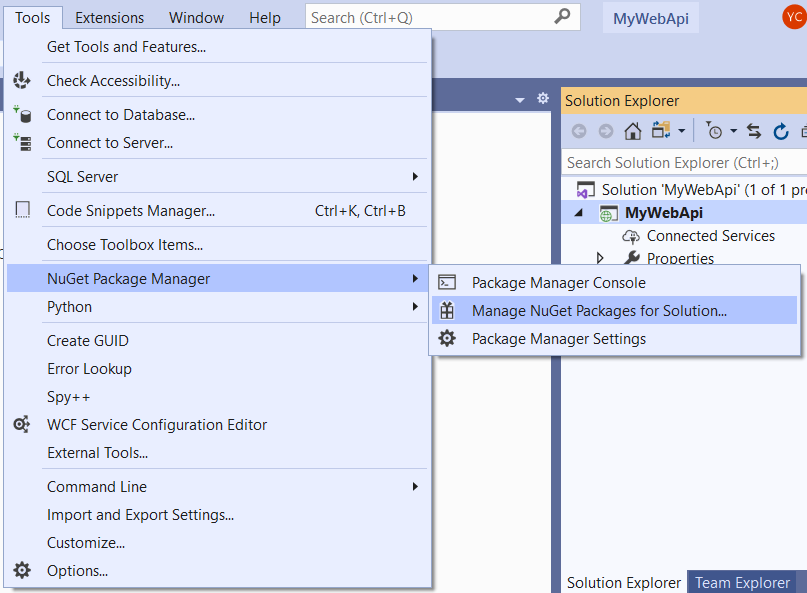 Tools Extensions Window Help Search (Ctrl+Q) MyWebApi YC
Get Tools and Features...
Check Accessibility...
Connect to Database...
Connect to Server...
SQL Server
Code Snippets Manager... Ctrl+K, Ctrl+B
Choose Toolbox Items...
NuGet Package Manager
Python
Create GUID
Error Lookup
Spy++
WCF Service Configuration Editor
External Tools...
Command Line
Import and Export Settings...
Customize...
Options...
Package Manager Console
Manage NuGet Packages for Solution...
Package Manager Settings
Solution Explorer
Search Solution Explorer (Ctrl+;)
Solution 'MyWebApi' (1 of 1 pr
MyWebApi
Connected Services
Properties
Solution Explorer Team Explorer